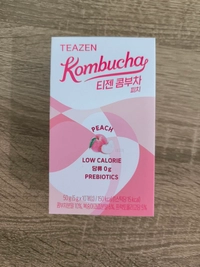 TEAZEN
Kombucha
티젠 콤부차
피치
PEACH
LOW CALORIE
당류 0g
PREBIOTICS